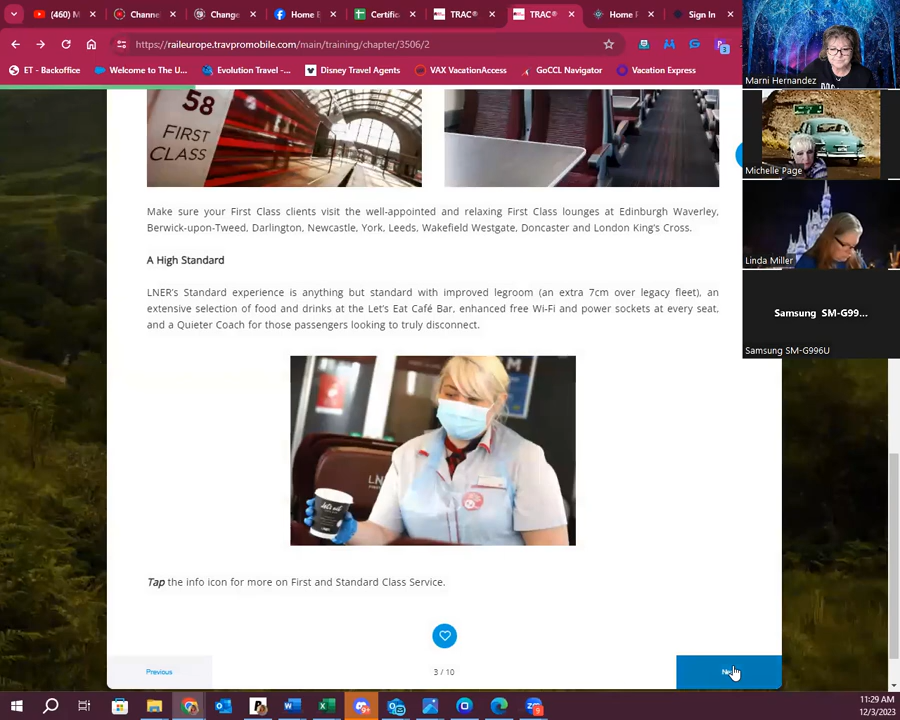 (460) M
Channel
Change
Home E
Certific
TRAC®
TRAC®
Home F
Sign In
https://raileurope.travpromobile.com/main/training/chapter/3506/2
ET - Backoffice
Welcome to The U...
Evolution Travel -...
Disney Travel Agents
VAX VacationAccess
GoCCL Navigator
Vacation Express
Marni Hernandez
Michelle Page
Linda Miller
Samsung SM-G99...
Samsung SM-G996U
58
FIRST
CLASS
Make sure your First Class clients visit the well-appointed and relaxing First Class lounges at Edinburgh Waverley,
Berwick-upon-Tweed, Darlington, Newcastle, York, Leeds, Wakefield Westgate, Doncaster and London King's Cross.
A High Standard
LNER's Standard experience is anything but standard with improved legroom (an extra 7cm over legacy fleet), an
extensive selection of food and drinks at the Let's Eat Café Bar, enhanced free Wi-Fi and power sockets at every seat,
and a Quieter Coach for those passengers looking to truly disconnect.
LN
let's eat
Tap the info icon for more on First and Standard Class Service.
Previous
3 / 10
11:29 AM
12/3/2023